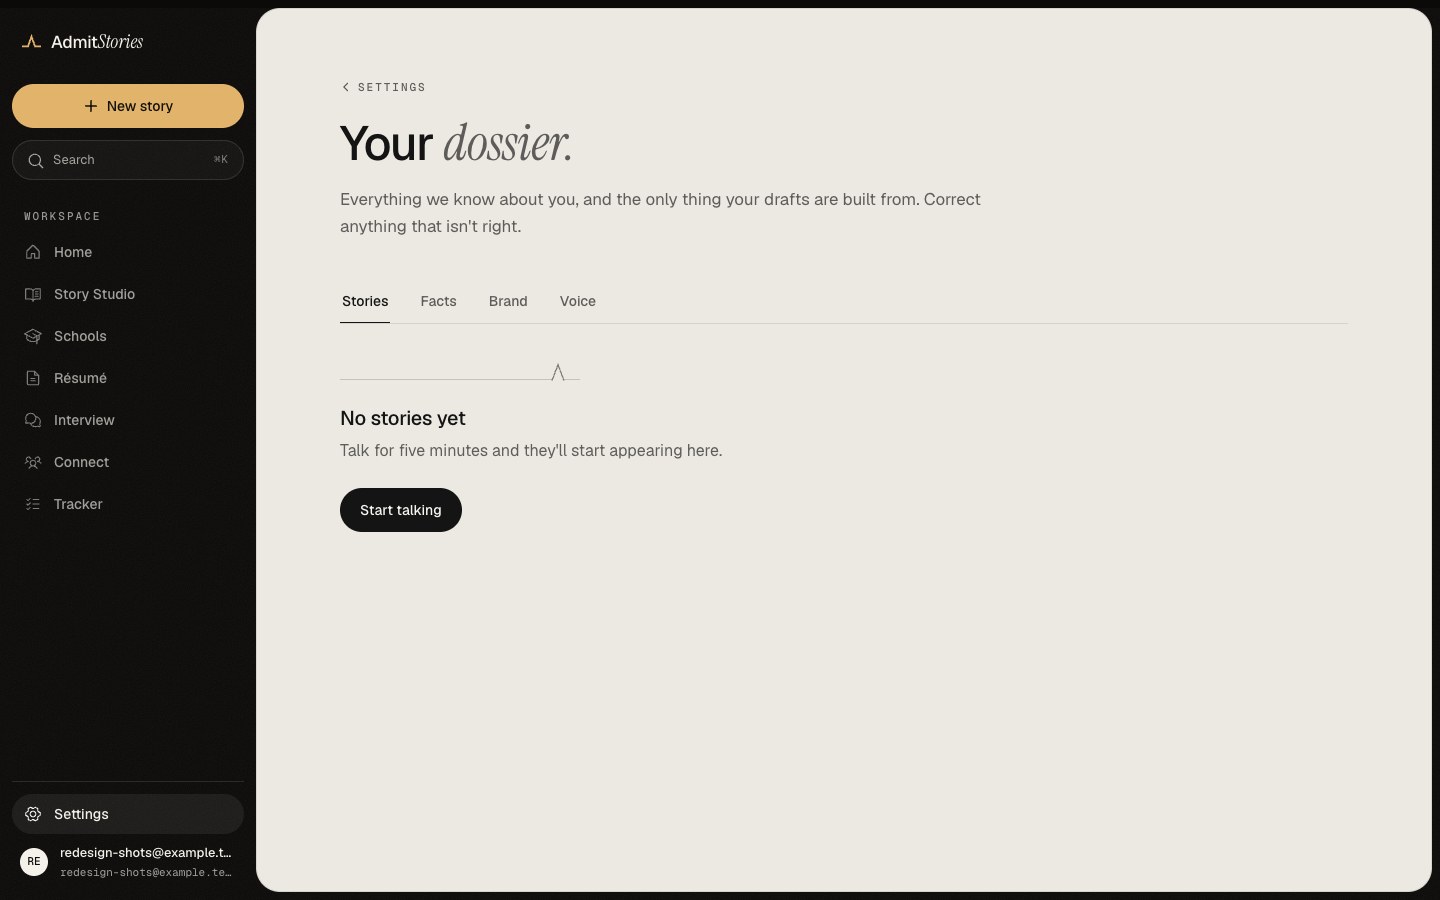 AdmitStories
New story
Search ⌘K
WORKSPACE
Home
Story Studio
Schools
Résumé
Interview
Connect
Tracker
Settings
RE
redesign-shots@example.t…
redesign-shots@example.te…
SETTINGS
Your dossier.
Everything we know about you, and the only thing your drafts are built from. Correct
anything that isn't right.
Stories Facts Brand Voice
No stories yet
Talk for five minutes and they'll start appearing here.
Start talking